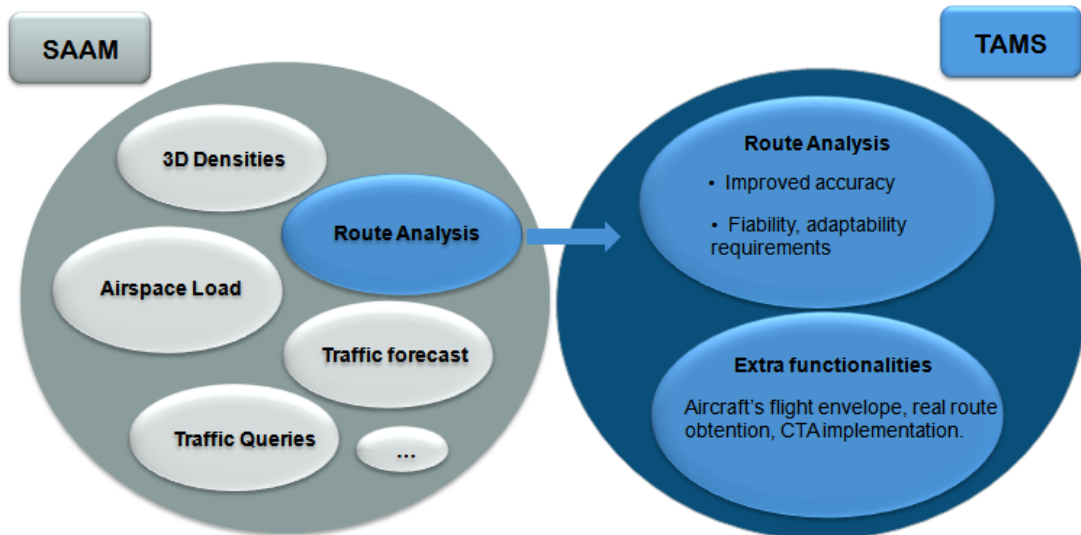 SAAM
3D Densities
Route Analysis
Airspace Load
Traffic forecast
Traffic Queries
...
TAMS
Route Analysis
• Improved accuracy
• Fiability, adaptability
requirements
Extra functionalities
Aircraft's flight envelope, real route
obtention, CTA implementation.